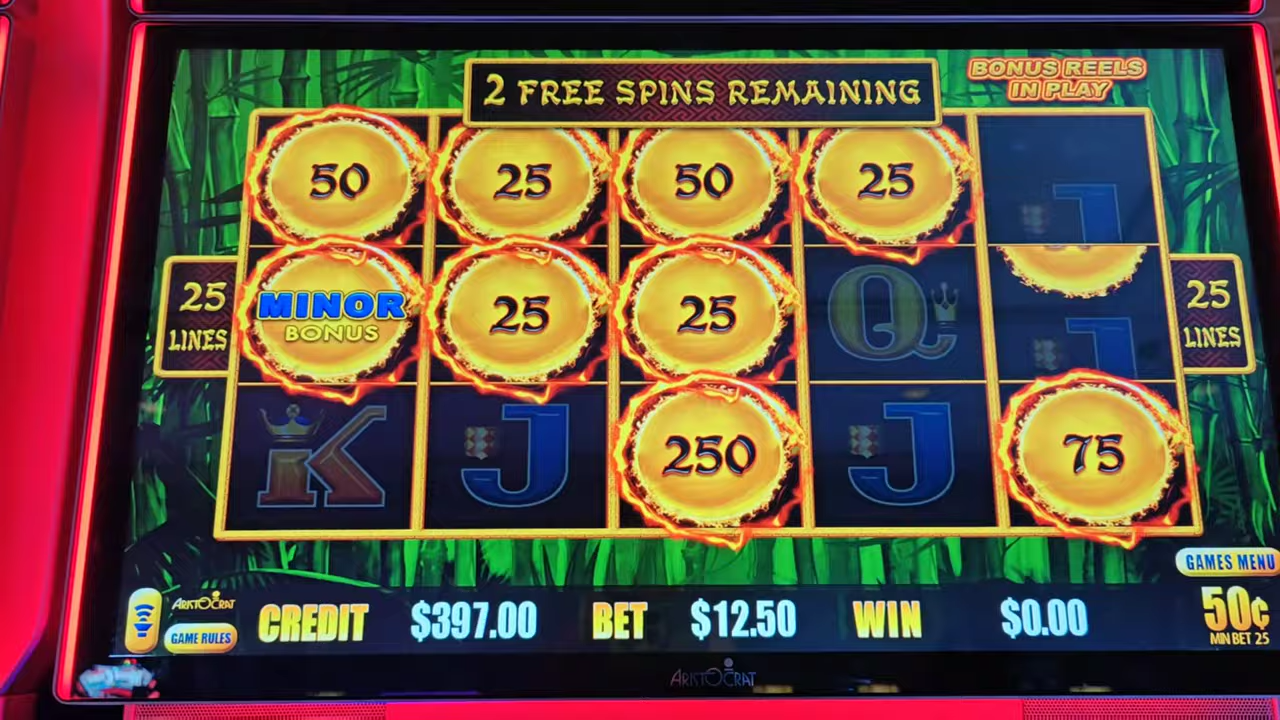 2 FREE SPINS REMAINING
BONUS REELS
IN PLAY
50 25 50 25
J
25
LINES
MINOR
BONUS
25 25 Q J
25
LINES
K J 250 J 75
GAMES MENU
ARISTOCRAT
GAME RULES
CREDIT $397.00 BET $12.50 WIN $0.00
50¢
MIN BET 25
ARISTOCRAT